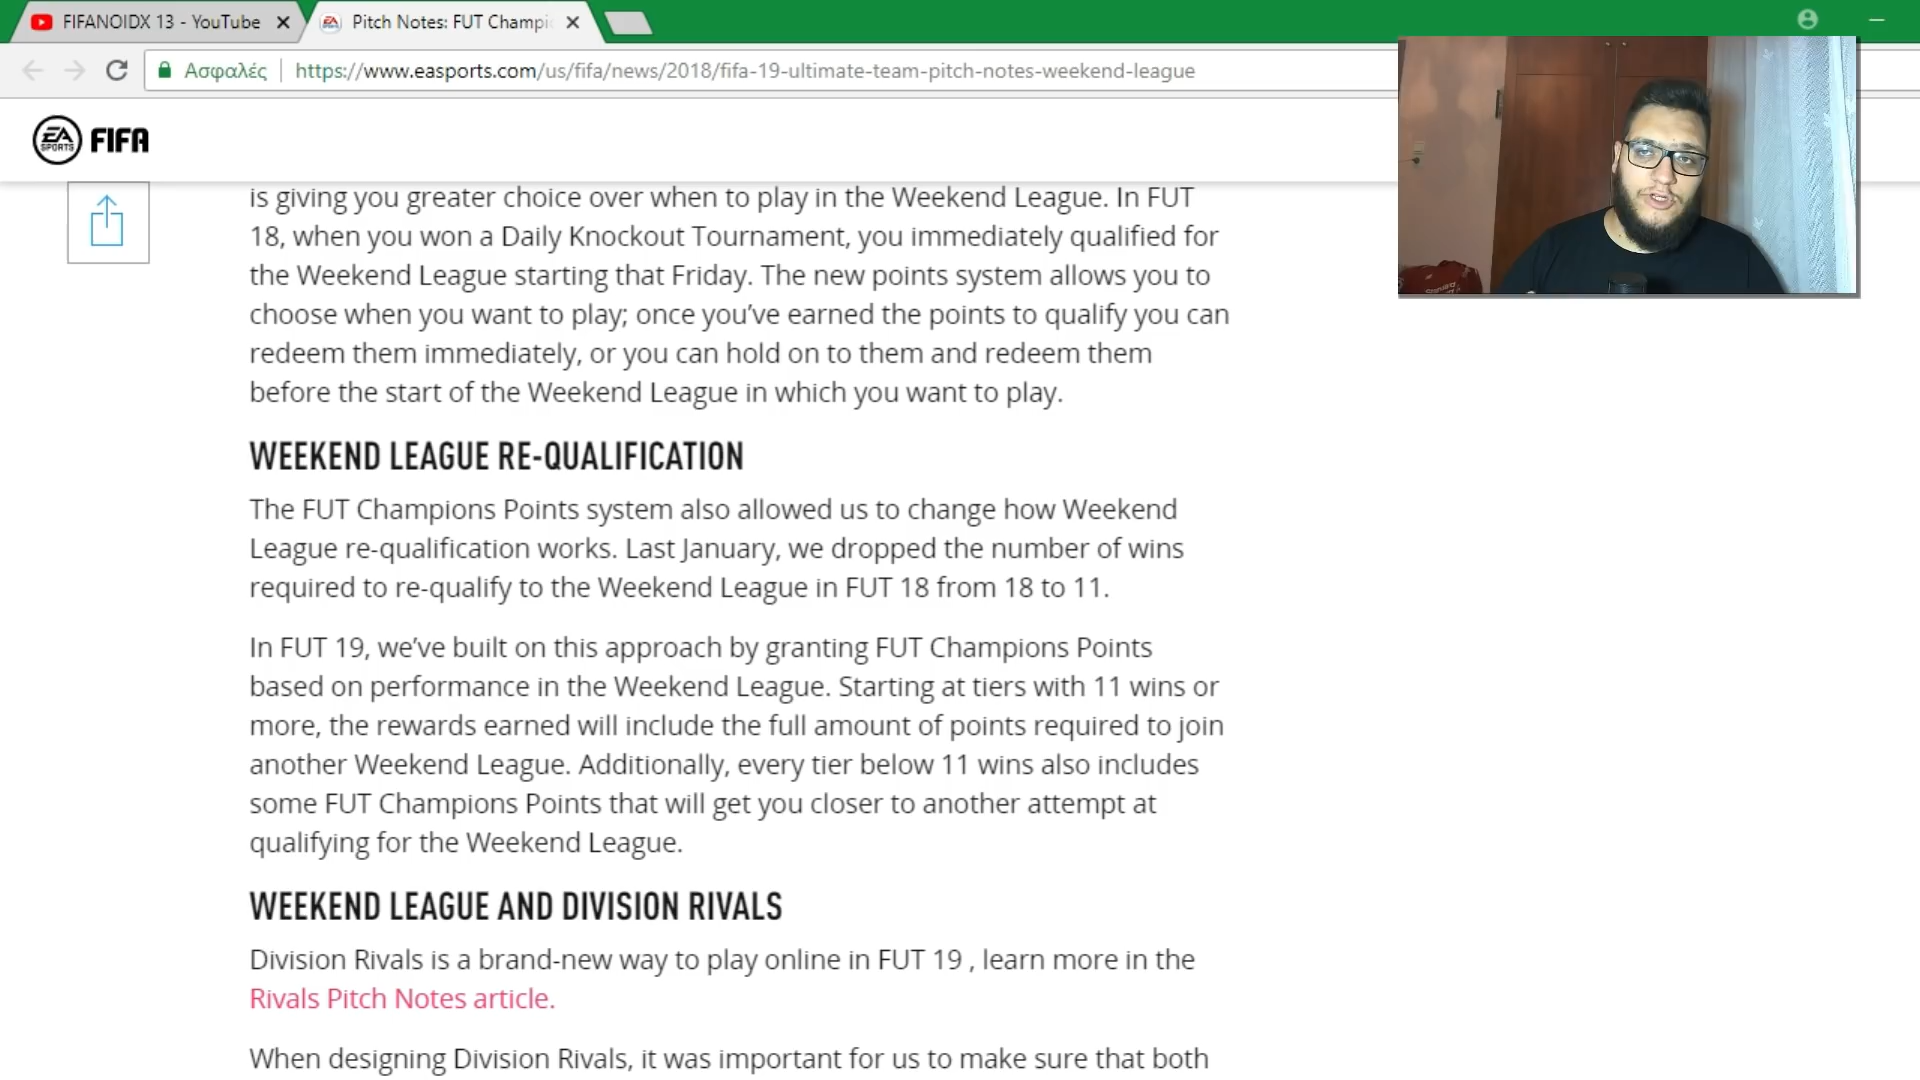 FIFANOIDX 13 - YouTube
Pitch Notes: FUT Champi
Ασφαλές
https://www.easports.com/us/fifa/news/2018/fifa-19-ultimate-team-pitch-notes-weekend-league
EA
SPORTS
FIFA
is giving you greater choice over when to play in the Weekend League. In FUT
18, when you won a Daily Knockout Tournament, you immediately qualified for
the Weekend League starting that Friday. The new points system allows you to
choose when you want to play; once you’ve earned the points to qualify you can
redeem them immediately, or you can hold on to them and redeem them
before the start of the Weekend League in which you want to play.
WEEKEND LEAGUE RE-QUALIFICATION
The FUT Champions Points system also allowed us to change how Weekend
League re-qualification works. Last January, we dropped the number of wins
required to re-qualify to the Weekend League in FUT 18 from 18 to 11.
In FUT 19, we’ve built on this approach by granting FUT Champions Points
based on performance in the Weekend League. Starting at tiers with 11 wins or
more, the rewards earned will include the full amount of points required to join
another Weekend League. Additionally, every tier below 11 wins also includes
some FUT Champions Points that will get you closer to another attempt at
qualifying for the Weekend League.
WEEKEND LEAGUE AND DIVISION RIVALS
Division Rivals is a brand-new way to play online in FUT 19 , learn more in the
Rivals Pitch Notes article.
When designing Division Rivals, it was important for us to make sure that both